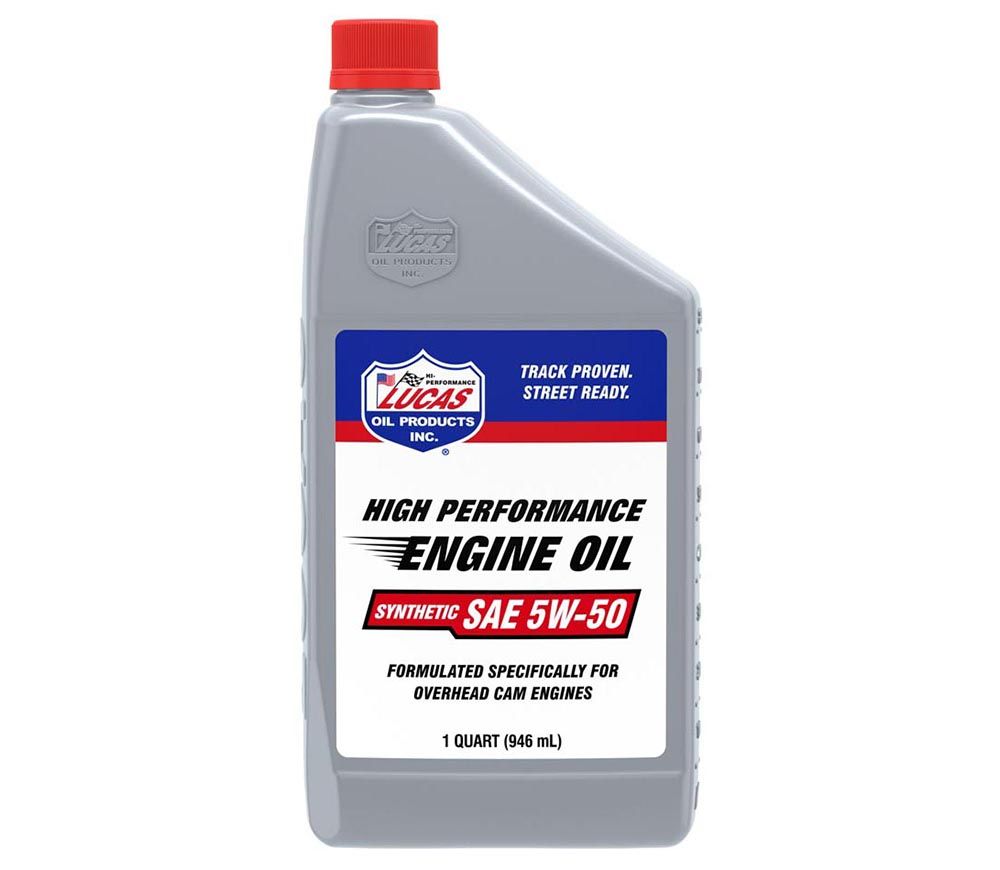 LUCAS
OIL PRODUCTS
INC.
TRACK PROVEN.
STREET READY.
HI-
PERFORMANCE
LUCAS
OIL PRODUCTS
INC.
®
HIGH PERFORMANCE
ENGINE OIL
SYNTHETIC SAE 5W-50
FORMULATED SPECIFICALLY FOR
OVERHEAD CAM ENGINES
1 QUART (946 mL)